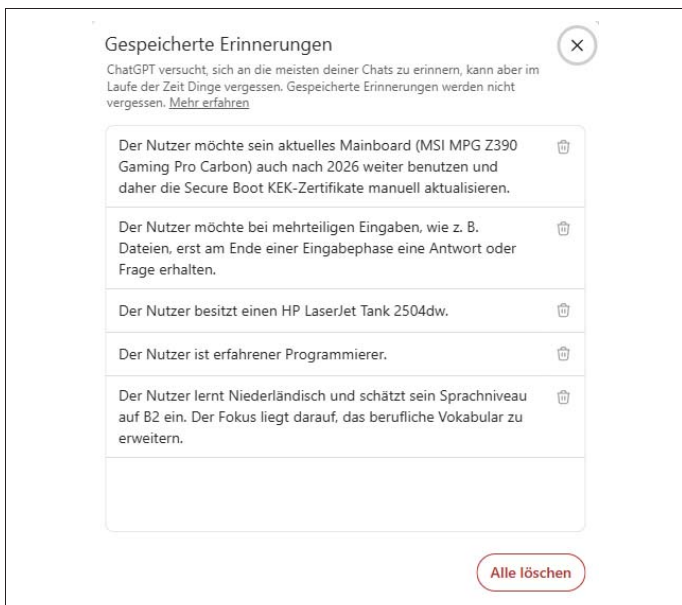 Gespeicherte Erinnerungen
ChatGPT versucht, sich an die meisten deiner Chats zu erinnern, kann aber im
Laufe der Zeit Dinge vergessen. Gespeicherte Erinnerungen werden nicht
vergessen. Mehr erfahren
Der Nutzer möchte sein aktuelles Mainboard (MSI MPG Z390
Gaming Pro Carbon) auch nach 2026 weiter benutzen und
daher die Secure Boot KEK-Zertifikate manuell aktualisieren.
Der Nutzer möchte bei mehrteiligen Eingaben, wie z. B.
Dateien, erst am Ende einer Eingabephase eine Antwort oder
Frage erhalten.
Der Nutzer besitzt einen HP LaserJet Tank 2504dw.
Der Nutzer ist erfahrener Programmierer.
Der Nutzer lernt Niederländisch und schätzt sein Sprachniveau
auf B2 ein. Der Fokus liegt darauf, das berufliche Vokabular zu
erweitern.
Alle löschen